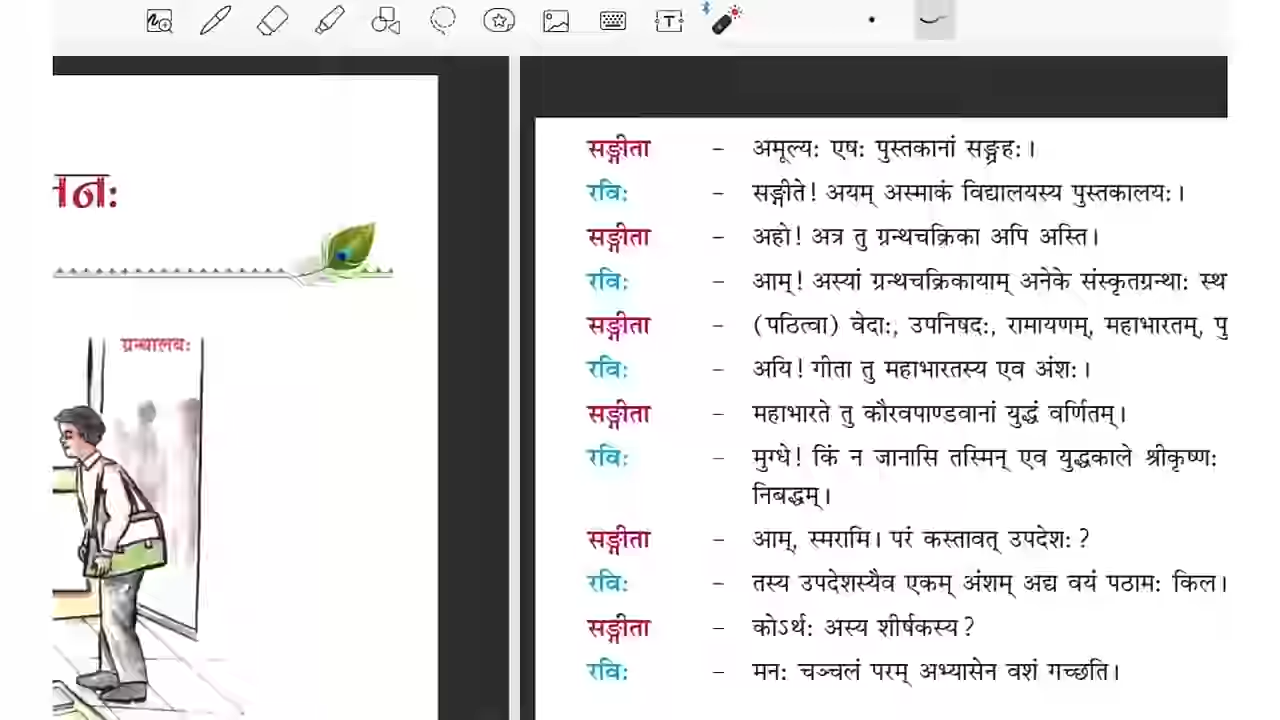 नः
ग्रन्थालयः
सङ्गीता – अमूल्यः एषः पुस्तकानां सङ्ग्रहः।
रविः – सङ्गीते! अयम् अस्माकं विद्यालयस्य पुस्तकालयः।
सङ्गीता – अहो! अत्र तु ग्रन्थचक्रिका अपि अस्ति।
रविः – आम्! अस्यां ग्रन्थचक्रिकायाम् अनेके संस्कृतग्रन्थाः स्थ
सङ्गीता – (पठित्वा) वेदाः, उपनिषदः, रामायणम्, महाभारतम्, पु
रविः – अयि! गीता तु महाभारतस्य एव अंशः।
सङ्गीता – महाभारते तु कौरवपाण्डवानां युद्धं वर्णितम्।
रविः – मुग्धे! किं न जानासि तस्मिन् एव युद्धकाले श्रीकृष्णः
निबद्धम्।
सङ्गीता – आम्, स्मरामि। परं कस्तावत् उपदेशः?
रविः – तस्य उपदेशस्यैव एकम् अंशम् अद्य वयं पठामः किल।
सङ्गीता – कोऽर्थः अस्य शीर्षकस्य?
रविः – मनः चञ्चलं परम् अभ्यासेन वशं गच्छति।